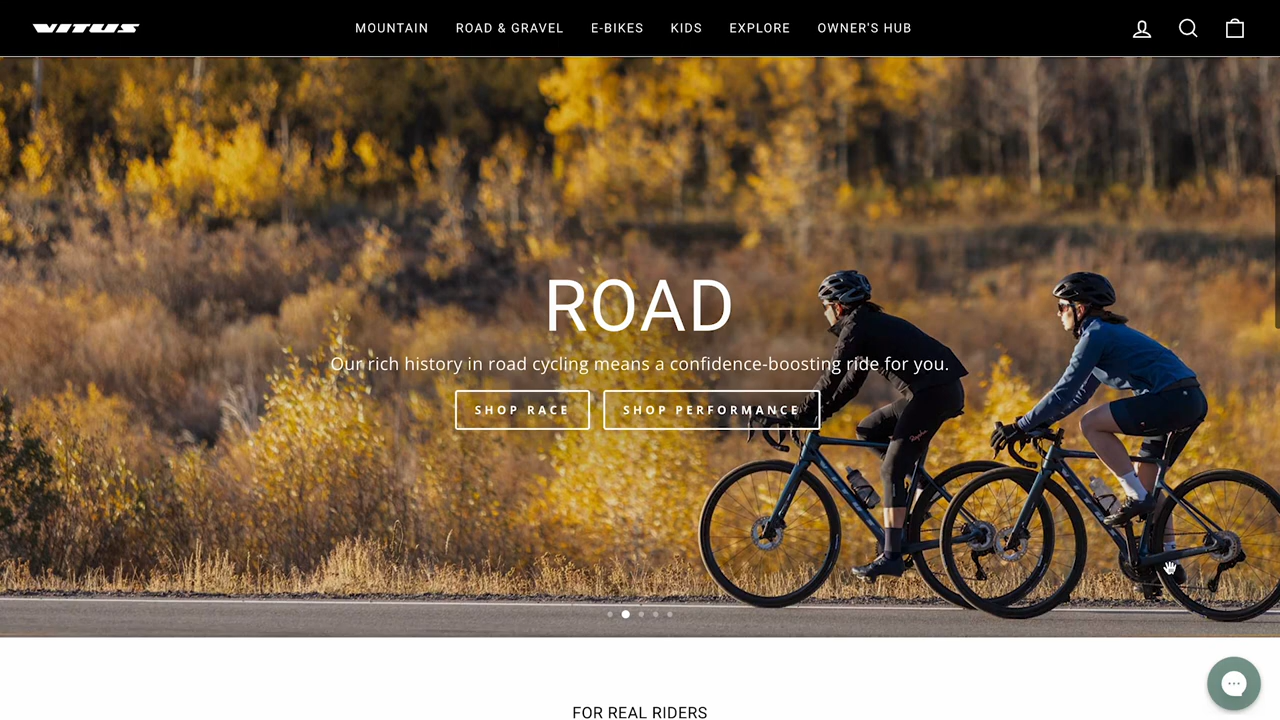 VITUS
MOUNTAIN ROAD & GRAVEL E-BIKES KIDS EXPLORE OWNER'S HUB
ROAD
Our rich history in road cycling means a confidence-boosting ride for you.
SHOP RACE SHOP PERFORMANCE
FOR REAL RIDERS